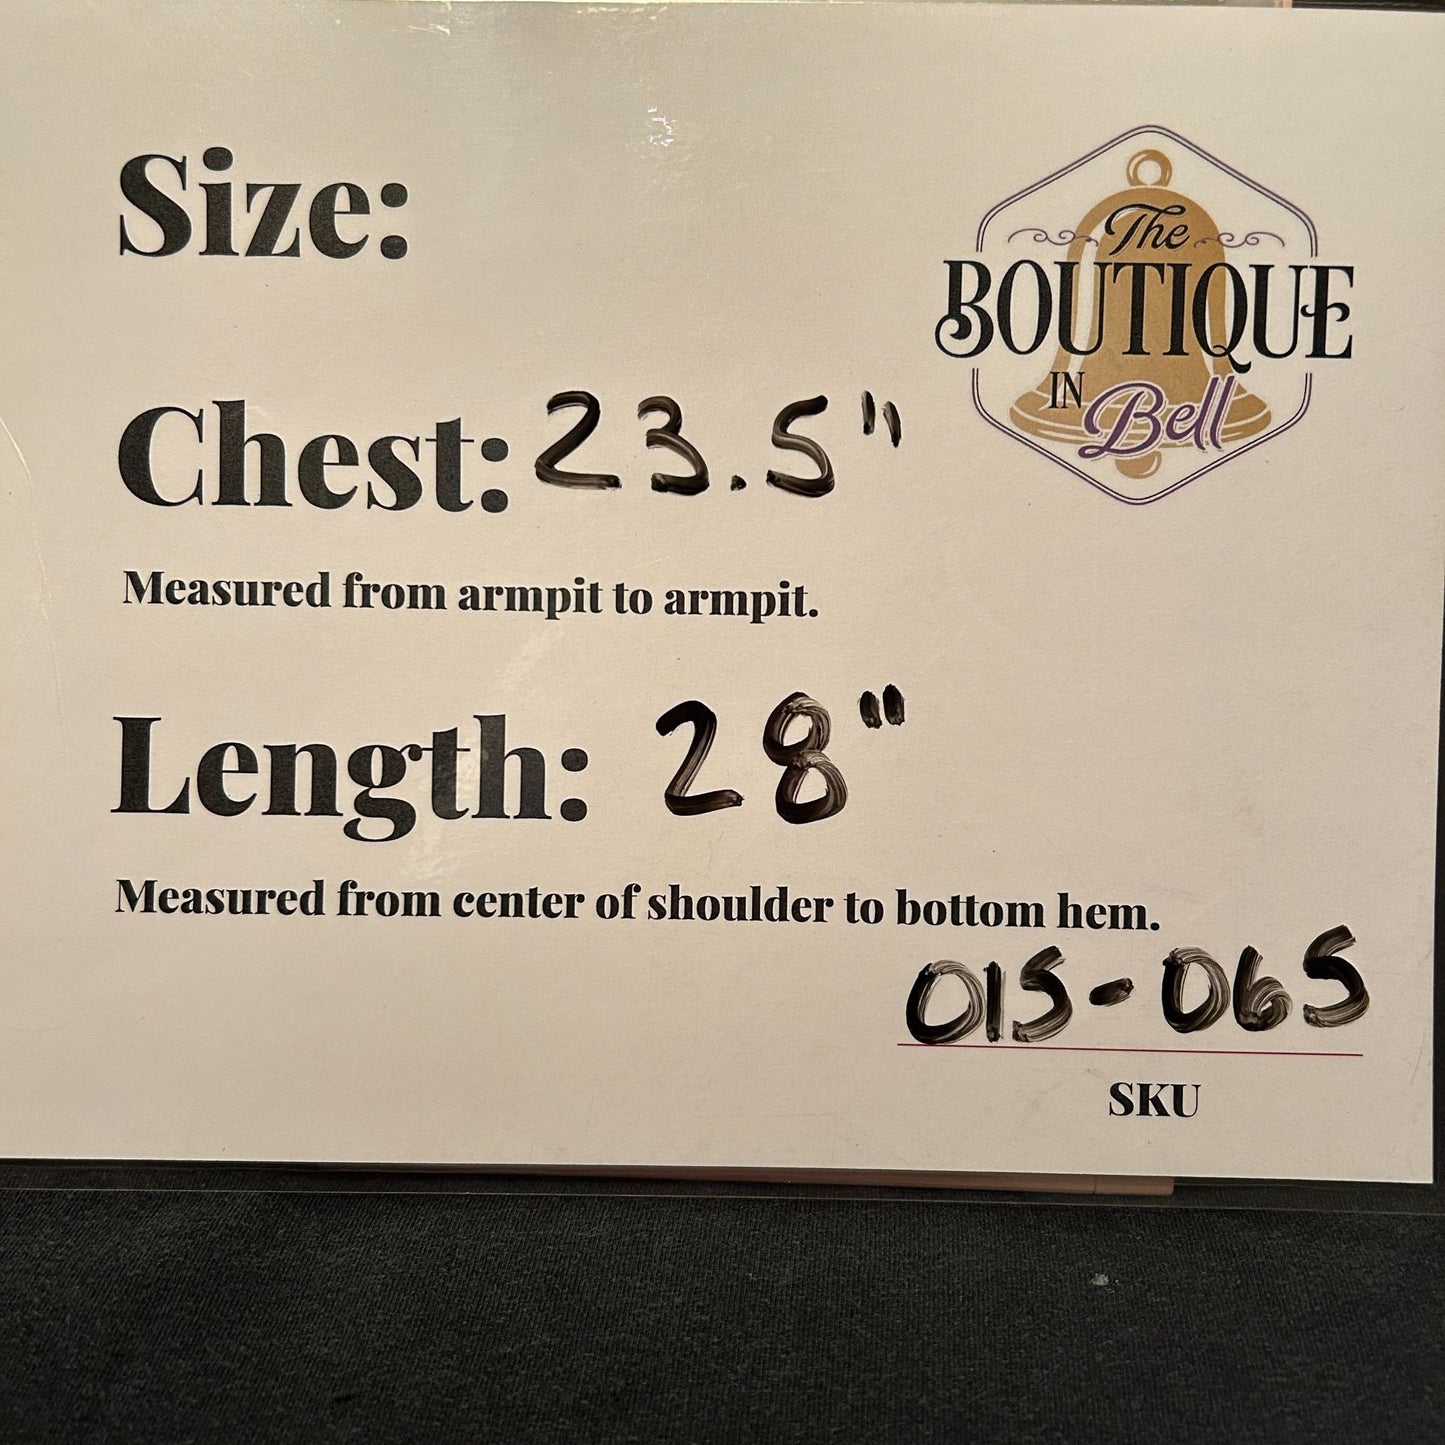 Size:
The
BOUTIQUE
IN Bell
Chest: 23.5"
Measured from armpit to armpit.
Length: 28"
Measured from center of shoulder to bottom hem.
015-065
SKU